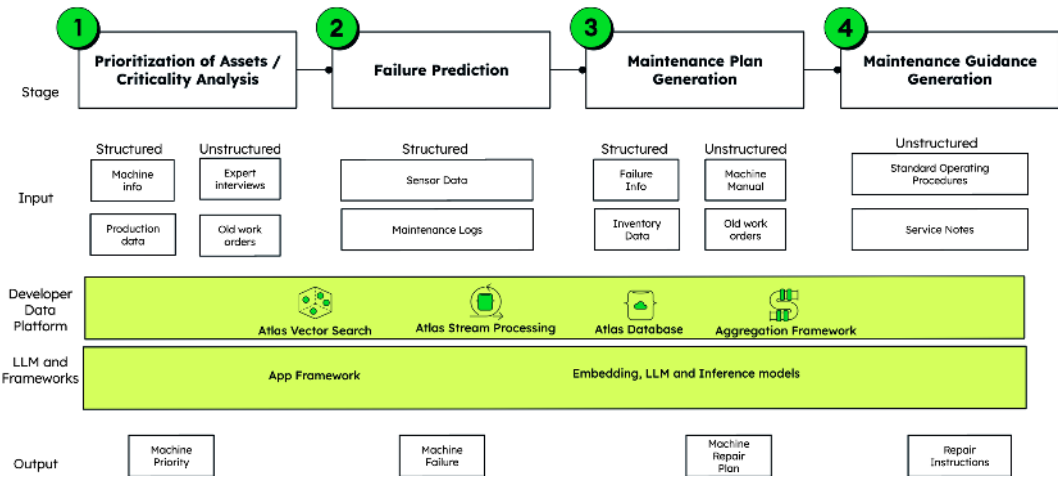 1
2
3
4
Prioritization of Assets /
Criticality Analysis
Failure Prediction
Maintenance Plan
Generation
Maintenance Guidance
Generation
Stage
Structured
Unstructured
Structured
Structured
Unstructured
Unstructured
Input
Machine
info
Expert
interviews
Sensor Data
Failure
Info
Machine
Manual
Standard Operating
Procedures
Production
data
Old work
orders
Maintenance Logs
Inventory
Data
Old work
orders
Service Notes
Developer
Data
Platform
Atlas Vector Search
Atlas Stream Processing
Atlas Database
Aggregation Framework
LLM and
Frameworks
App Framework
Embedding, LLM and Inference models
Output
Machine
Priority
Machine
Failure
Machine
Repair
Plan
Repair
Instructions